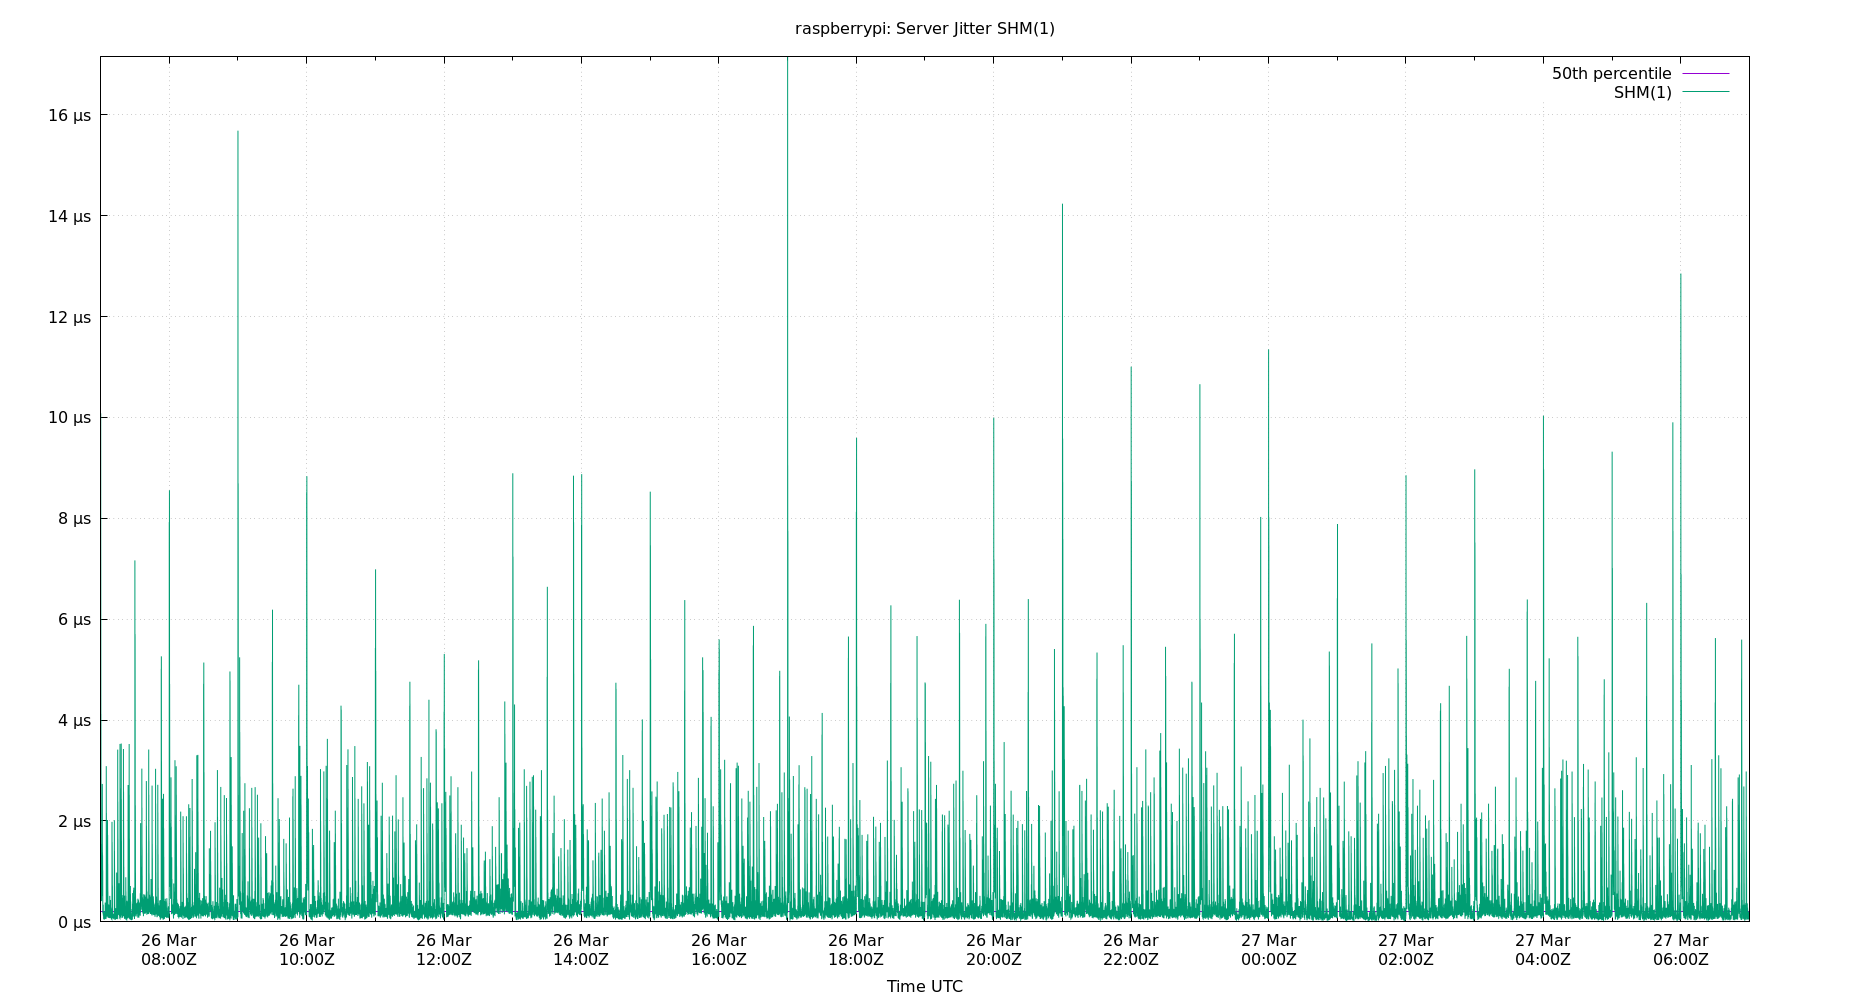 raspberrypi: Server Jitter SHM(1)
50th percentile
SHM(1)
16 µs
14 µs
12 µs
10 µs
8 µs
6 µs
4 µs
2 µs
0 µs
26 Mar 26 Mar 26 Mar 26 Mar 26 Mar 26 Mar 26 Mar 26 Mar 27 Mar 27 Mar 27 Mar 27 Mar
08:00Z 10:00Z 12:00Z 14:00Z 16:00Z 18:00Z 20:00Z 22:00Z 00:00Z 02:00Z 04:00Z 06:00Z
Time UTC